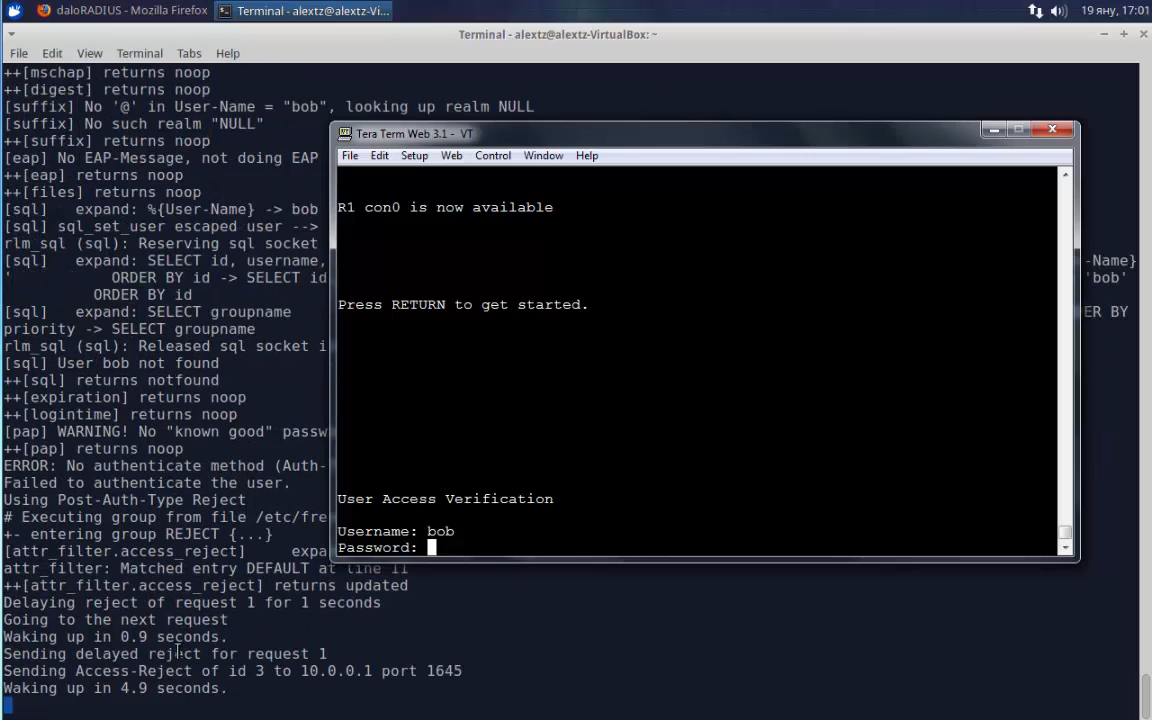 daloRADIUS - Mozilla Firefox
Terminal - alextz@alextz-Vi...
19 яну, 17:01
Terminal - alextz@alextz-VirtualBox: ~
File Edit View Terminal Tabs Help
++[mschap] returns noop
++[digest] returns noop
[suffix] No '@' in User-Name = "bob", looking up realm NULL
[suffix] No such realm "NULL"
++[suffix] returns noop
[eap] No EAP-Message, not doing EAP
++[eap] returns noop
++[files] returns noop
[sql] expand: %{User-Name} -> bob
[sql] sql_set_user escaped user -->
rlm_sql (sql): Reserving sql socket
[sql] expand: SELECT id, username, -Name}
' ORDER BY id -> SELECT id 'bob'
ORDER BY id
[sql] expand: SELECT groupname ER BY
priority -> SELECT groupname
rlm_sql (sql): Released sql socket i
[sql] User bob not found
++[sql] returns notfound
++[expiration] returns noop
++[logintime] returns noop
[pap] WARNING! No "known good" passw
++[pap] returns noop
ERROR: No authenticate method (Auth-
Failed to authenticate the user.
Using Post-Auth-Type Reject
# Executing group from file /etc/fre
+- entering group REJECT {...}
[attr_filter.access_reject] expa
attr_filter: Matched entry DEFAULT at line 11
++[attr_filter.access_reject] returns updated
Delaying reject of request 1 for 1 seconds
Going to the next request
Waking up in 0.9 seconds.
Sending delayed reject for request 1
Sending Access-Reject of id 3 to 10.0.0.1 port 1645
Waking up in 4.9 seconds.
Tera Term Web 3.1 - VT
File Edit Setup Web Control Window Help
R1 con0 is now available
Press RETURN to get started.
User Access Verification
Username: bob
Password: